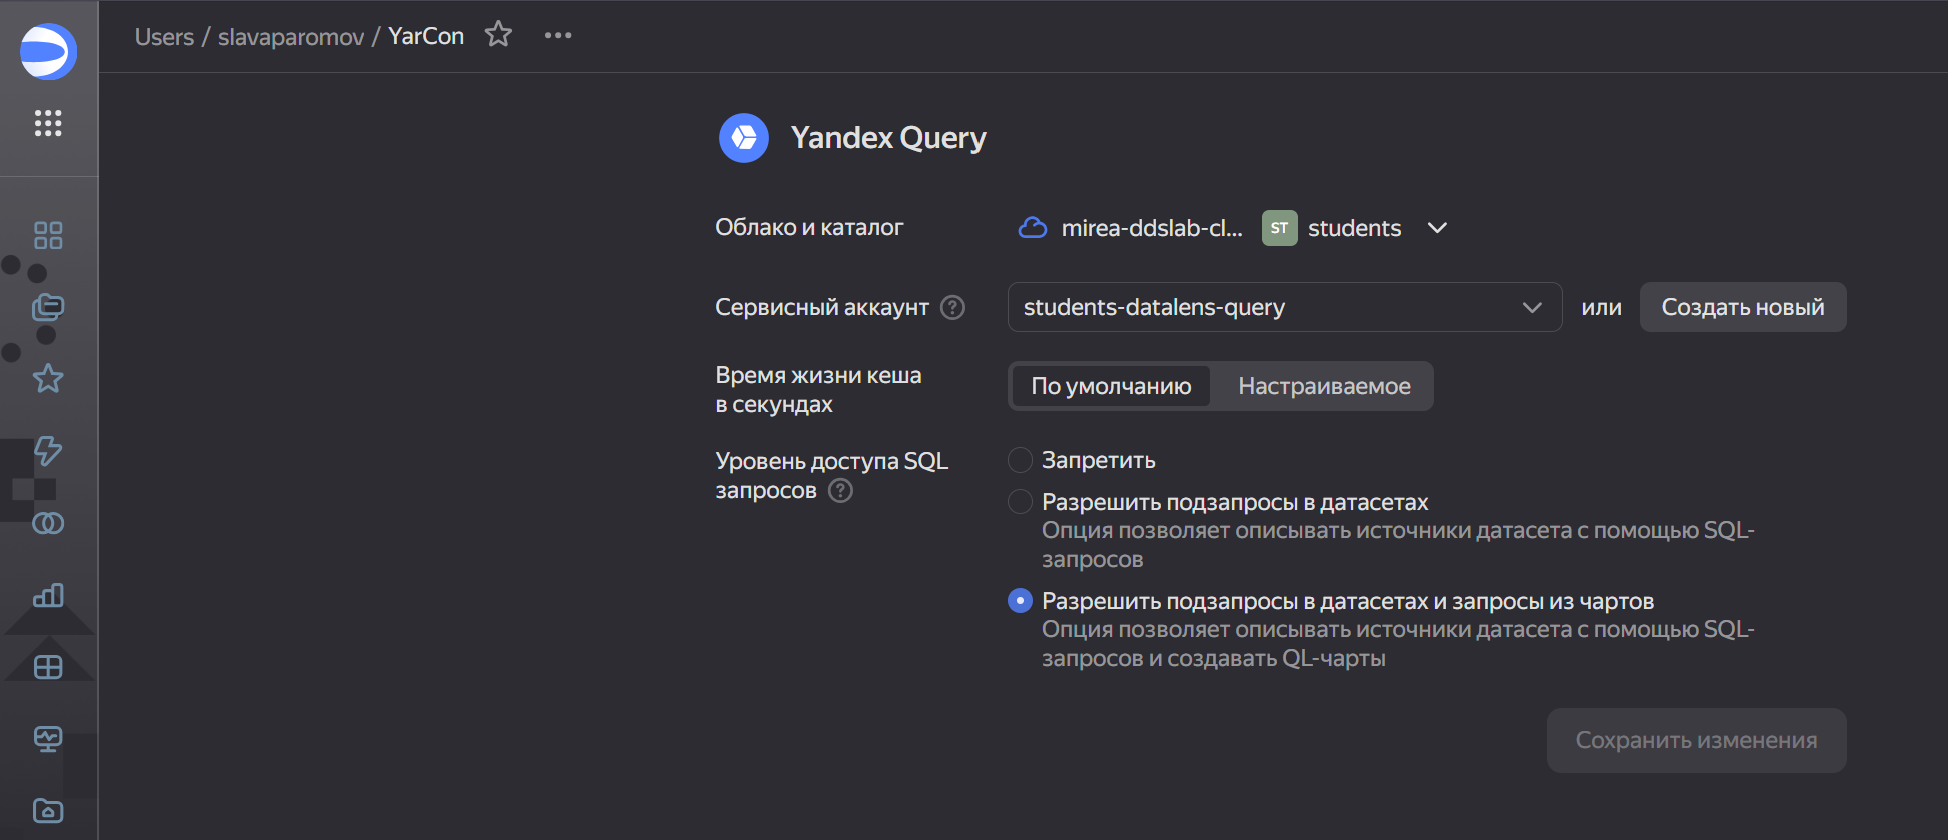 Users / slavaparomov / YarCon
Yandex Query
Облако и каталог
mirea-ddslab-cl... ST students
Сервисный аккаунт ?
students-datalens-query
или
Создать новый
Время жизни кеша
в секундах
По умолчанию
Настраиваемое
Уровень доступа SQL
запросов ?
Запретить
Разрешить подзапросы в датасетах
Опция позволяет описывать источники датасета с помощью SQL-
запросов
Разрешить подзапросы в датасетах и запросы из чартов
Опция позволяет описывать источники датасета с помощью SQL-
запросов и создавать QL-чарты
Сохранить изменения